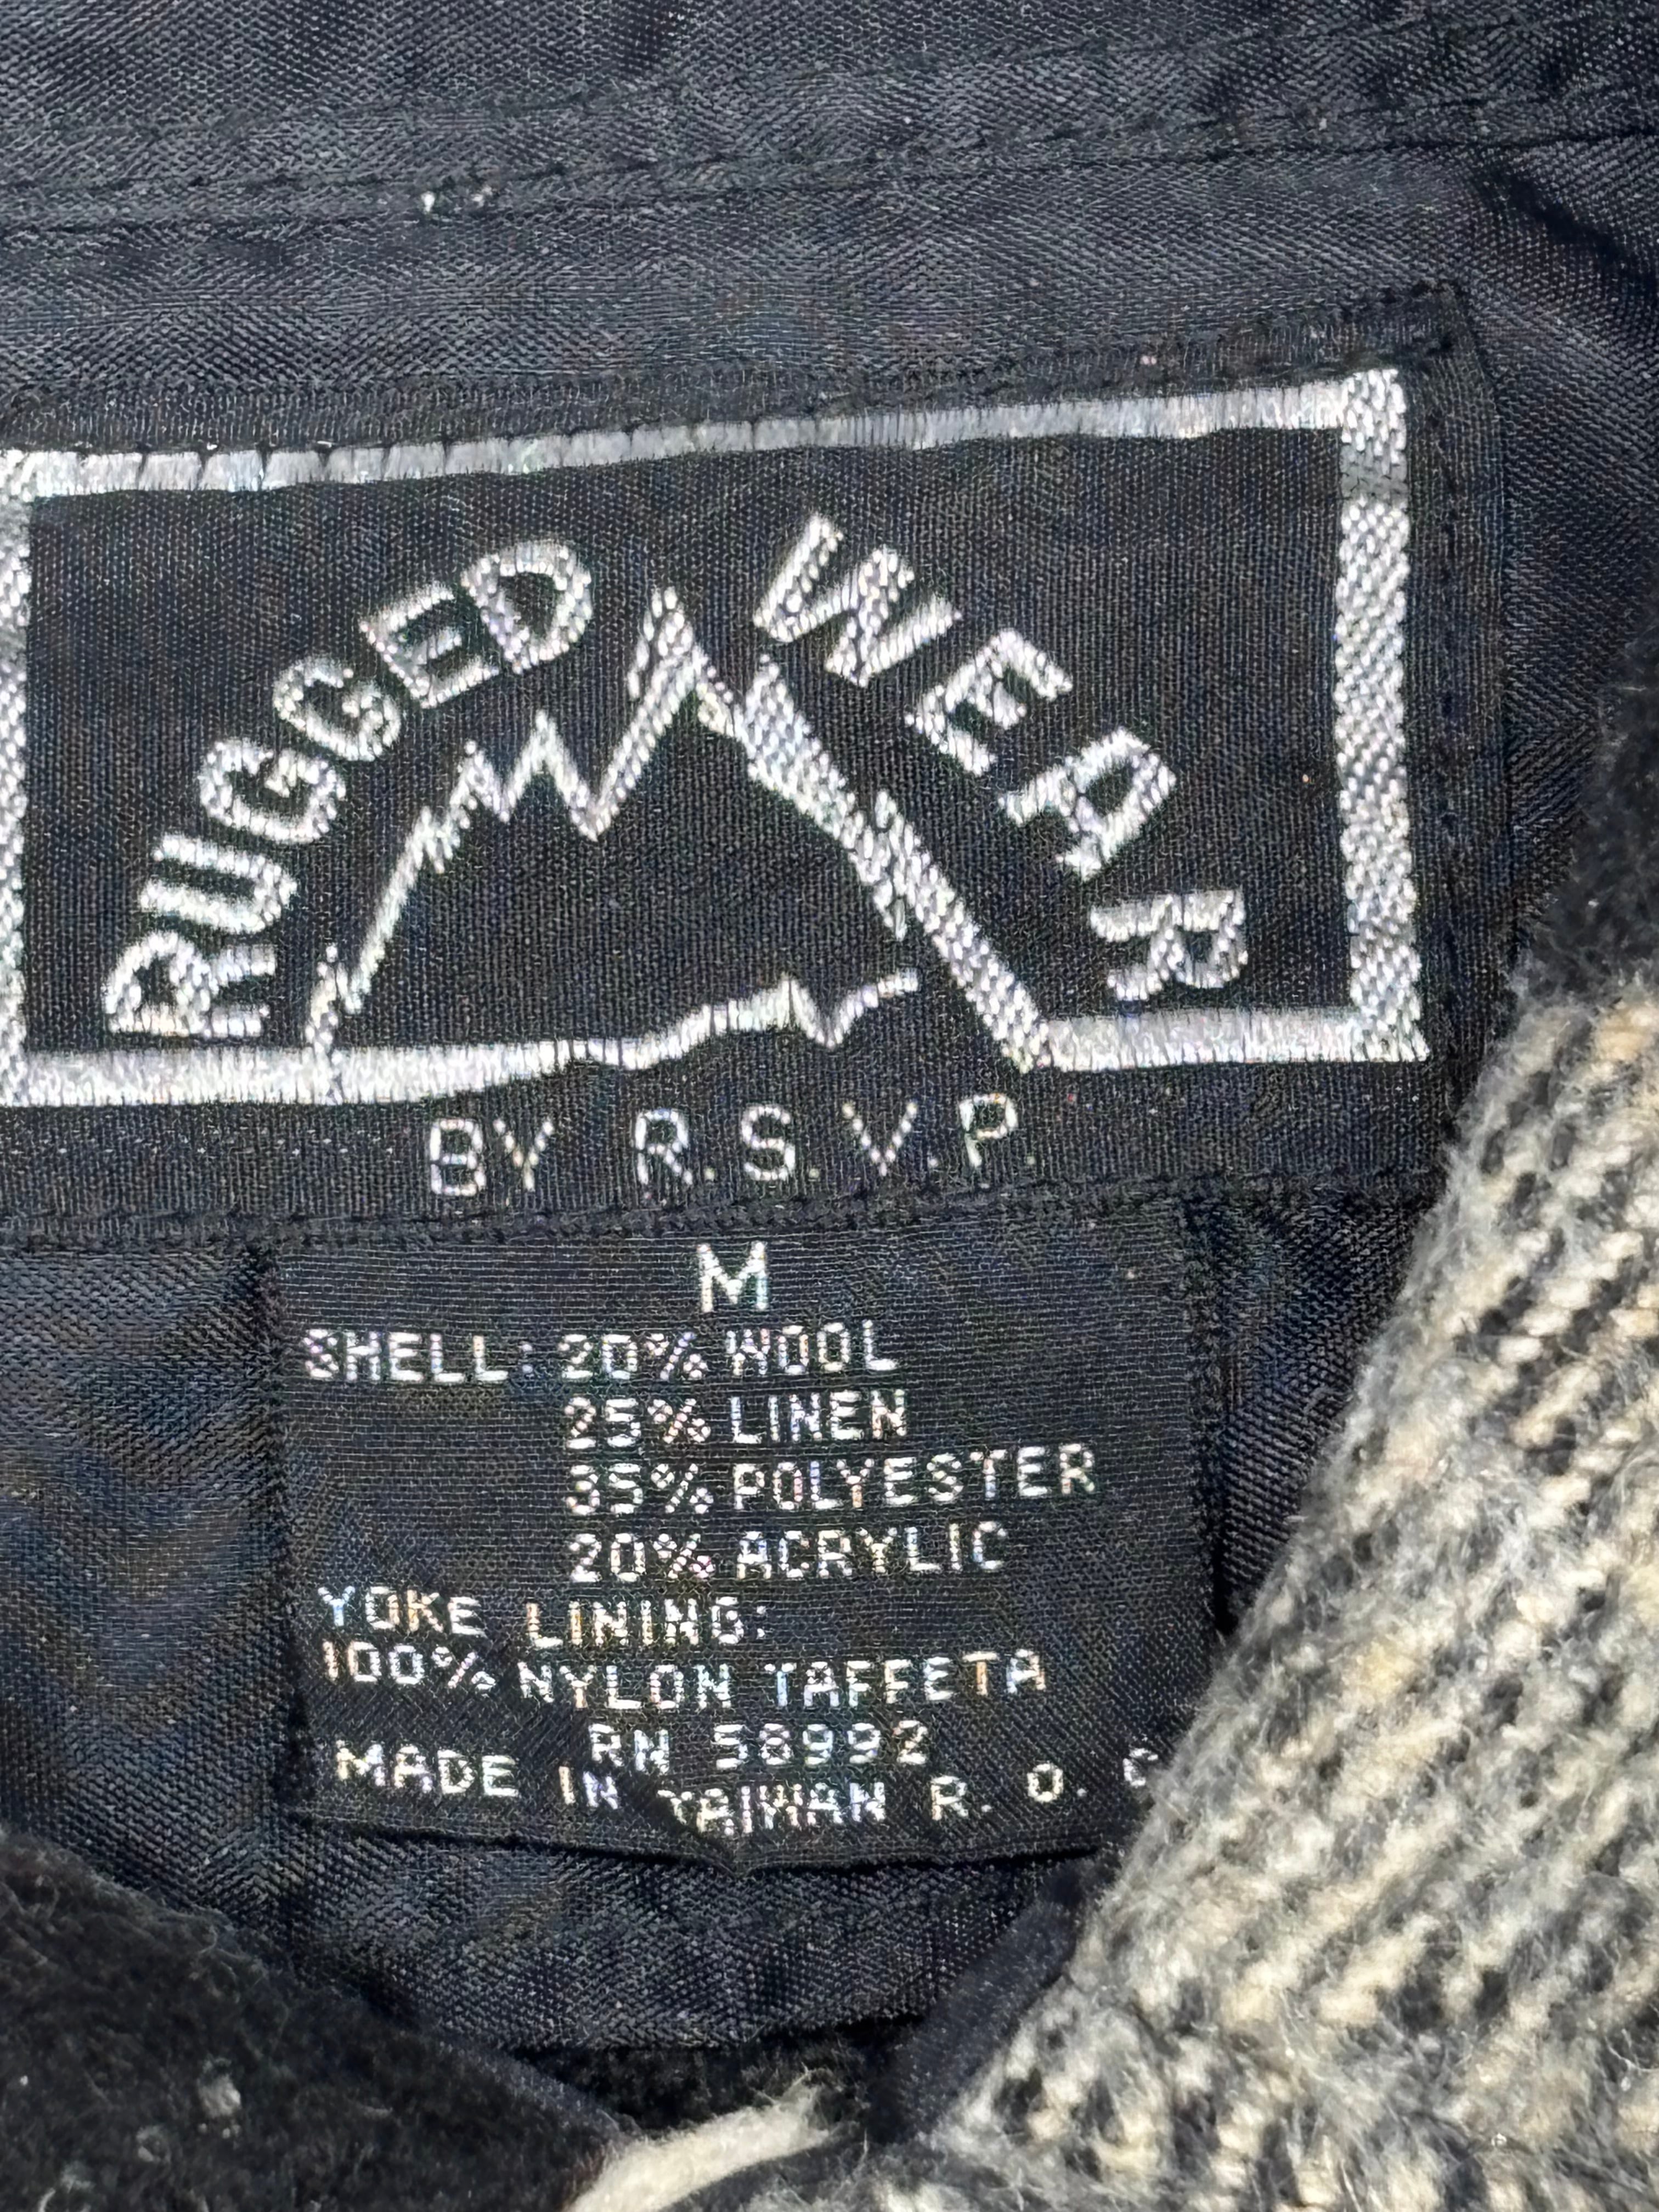 RUGGED WEAR
BY R.S.V.P.
M
SHELL: 20% WOOL
25% LINEN
35% POLYESTER
20% ACRYLIC
YOKE LINING:
100% NYLON TAFFETA
RN 58992
MADE IN TAIWAN R. O. C